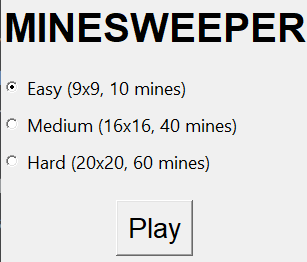 MINESWEEPER
Easy (9x9, 10 mines)
Medium (16x16, 40 mines)
Hard (20x20, 60 mines)
Play